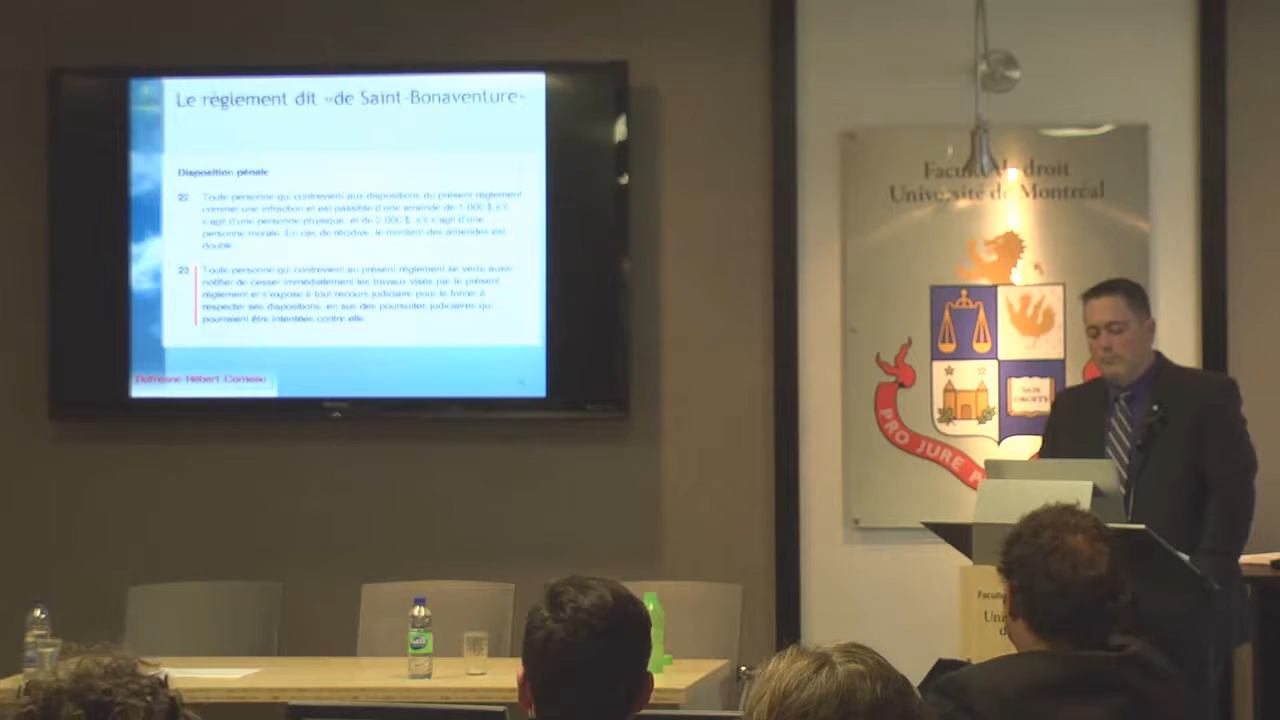 Le règlement dit «de Saint-Bonaventure»
Disposition pénale
22 Toute personne qui contrevient aux dispositions du présent règlement
commet une infraction et est passible d'une amende de 1 000 $ s'il
s'agit d'une personne physique, et de 2 000 $, s'il s'agit d'une
personne morale. En cas de récidive, le montant des amendes est
doublé.
23 Toute personne qui contrevient au présent règlement se verra aussi
notifier de cesser immédiatement les travaux visés par le présent
règlement et s'expose à tout recours judiciaire pour le forcer à
respecter ses dispositions, en sus des poursuites judiciaires qui
pourraient être intentées contre elle.
Dufresne Hébert Comeau
Faculté de droit
Université de Montréal
NOS
DROITS
PRO JURE